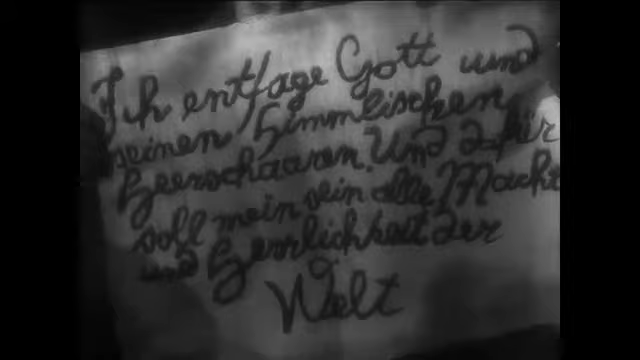 Ich entsage Gott und
seinen himmlischen
Heerschaaren. Und dafür
soll mein sein alle Macht
und Herrlichkeit der
Welt